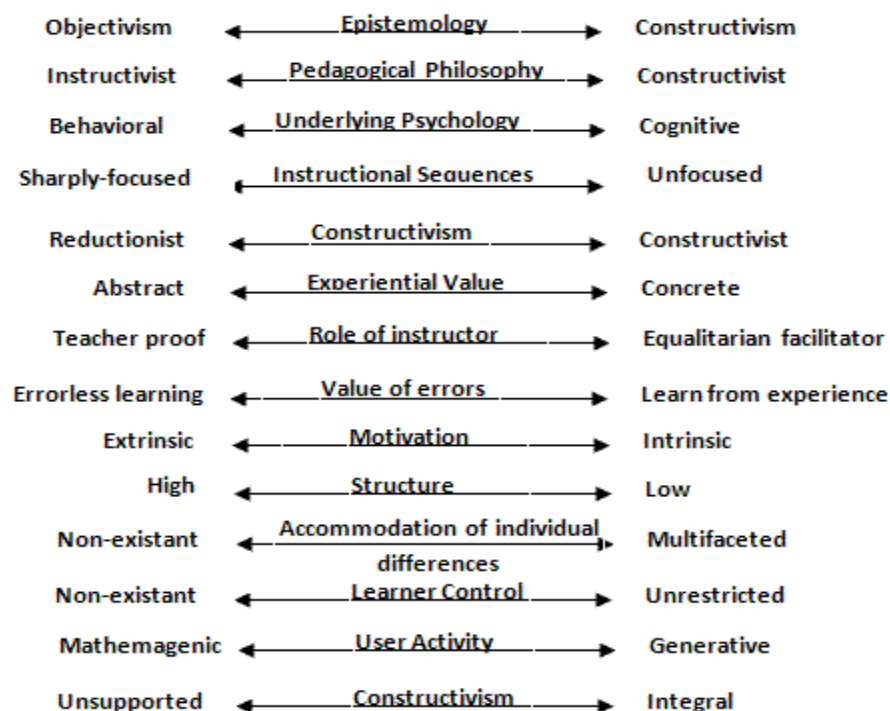 Objectivism Epistemology Constructivism
Instructivist Pedagogical Philosophy Constructivist
Behavioral Underlying Psychology Cognitive
Sharply-focused Instructional Sequences Unfocused
Reductionist Constructivism Constructivist
Abstract Experiential Value Concrete
Teacher proof Role of instructor Equalitarian facilitator
Errorless learning Value of errors Learn from experience
Extrinsic Motivation Intrinsic
High Structure Low
Non-existant Accommodation of individual Multifaceted
differences
Non-existant Learner Control Unrestricted
Mathemagenic User Activity Generative
Unsupported Constructivism Integral